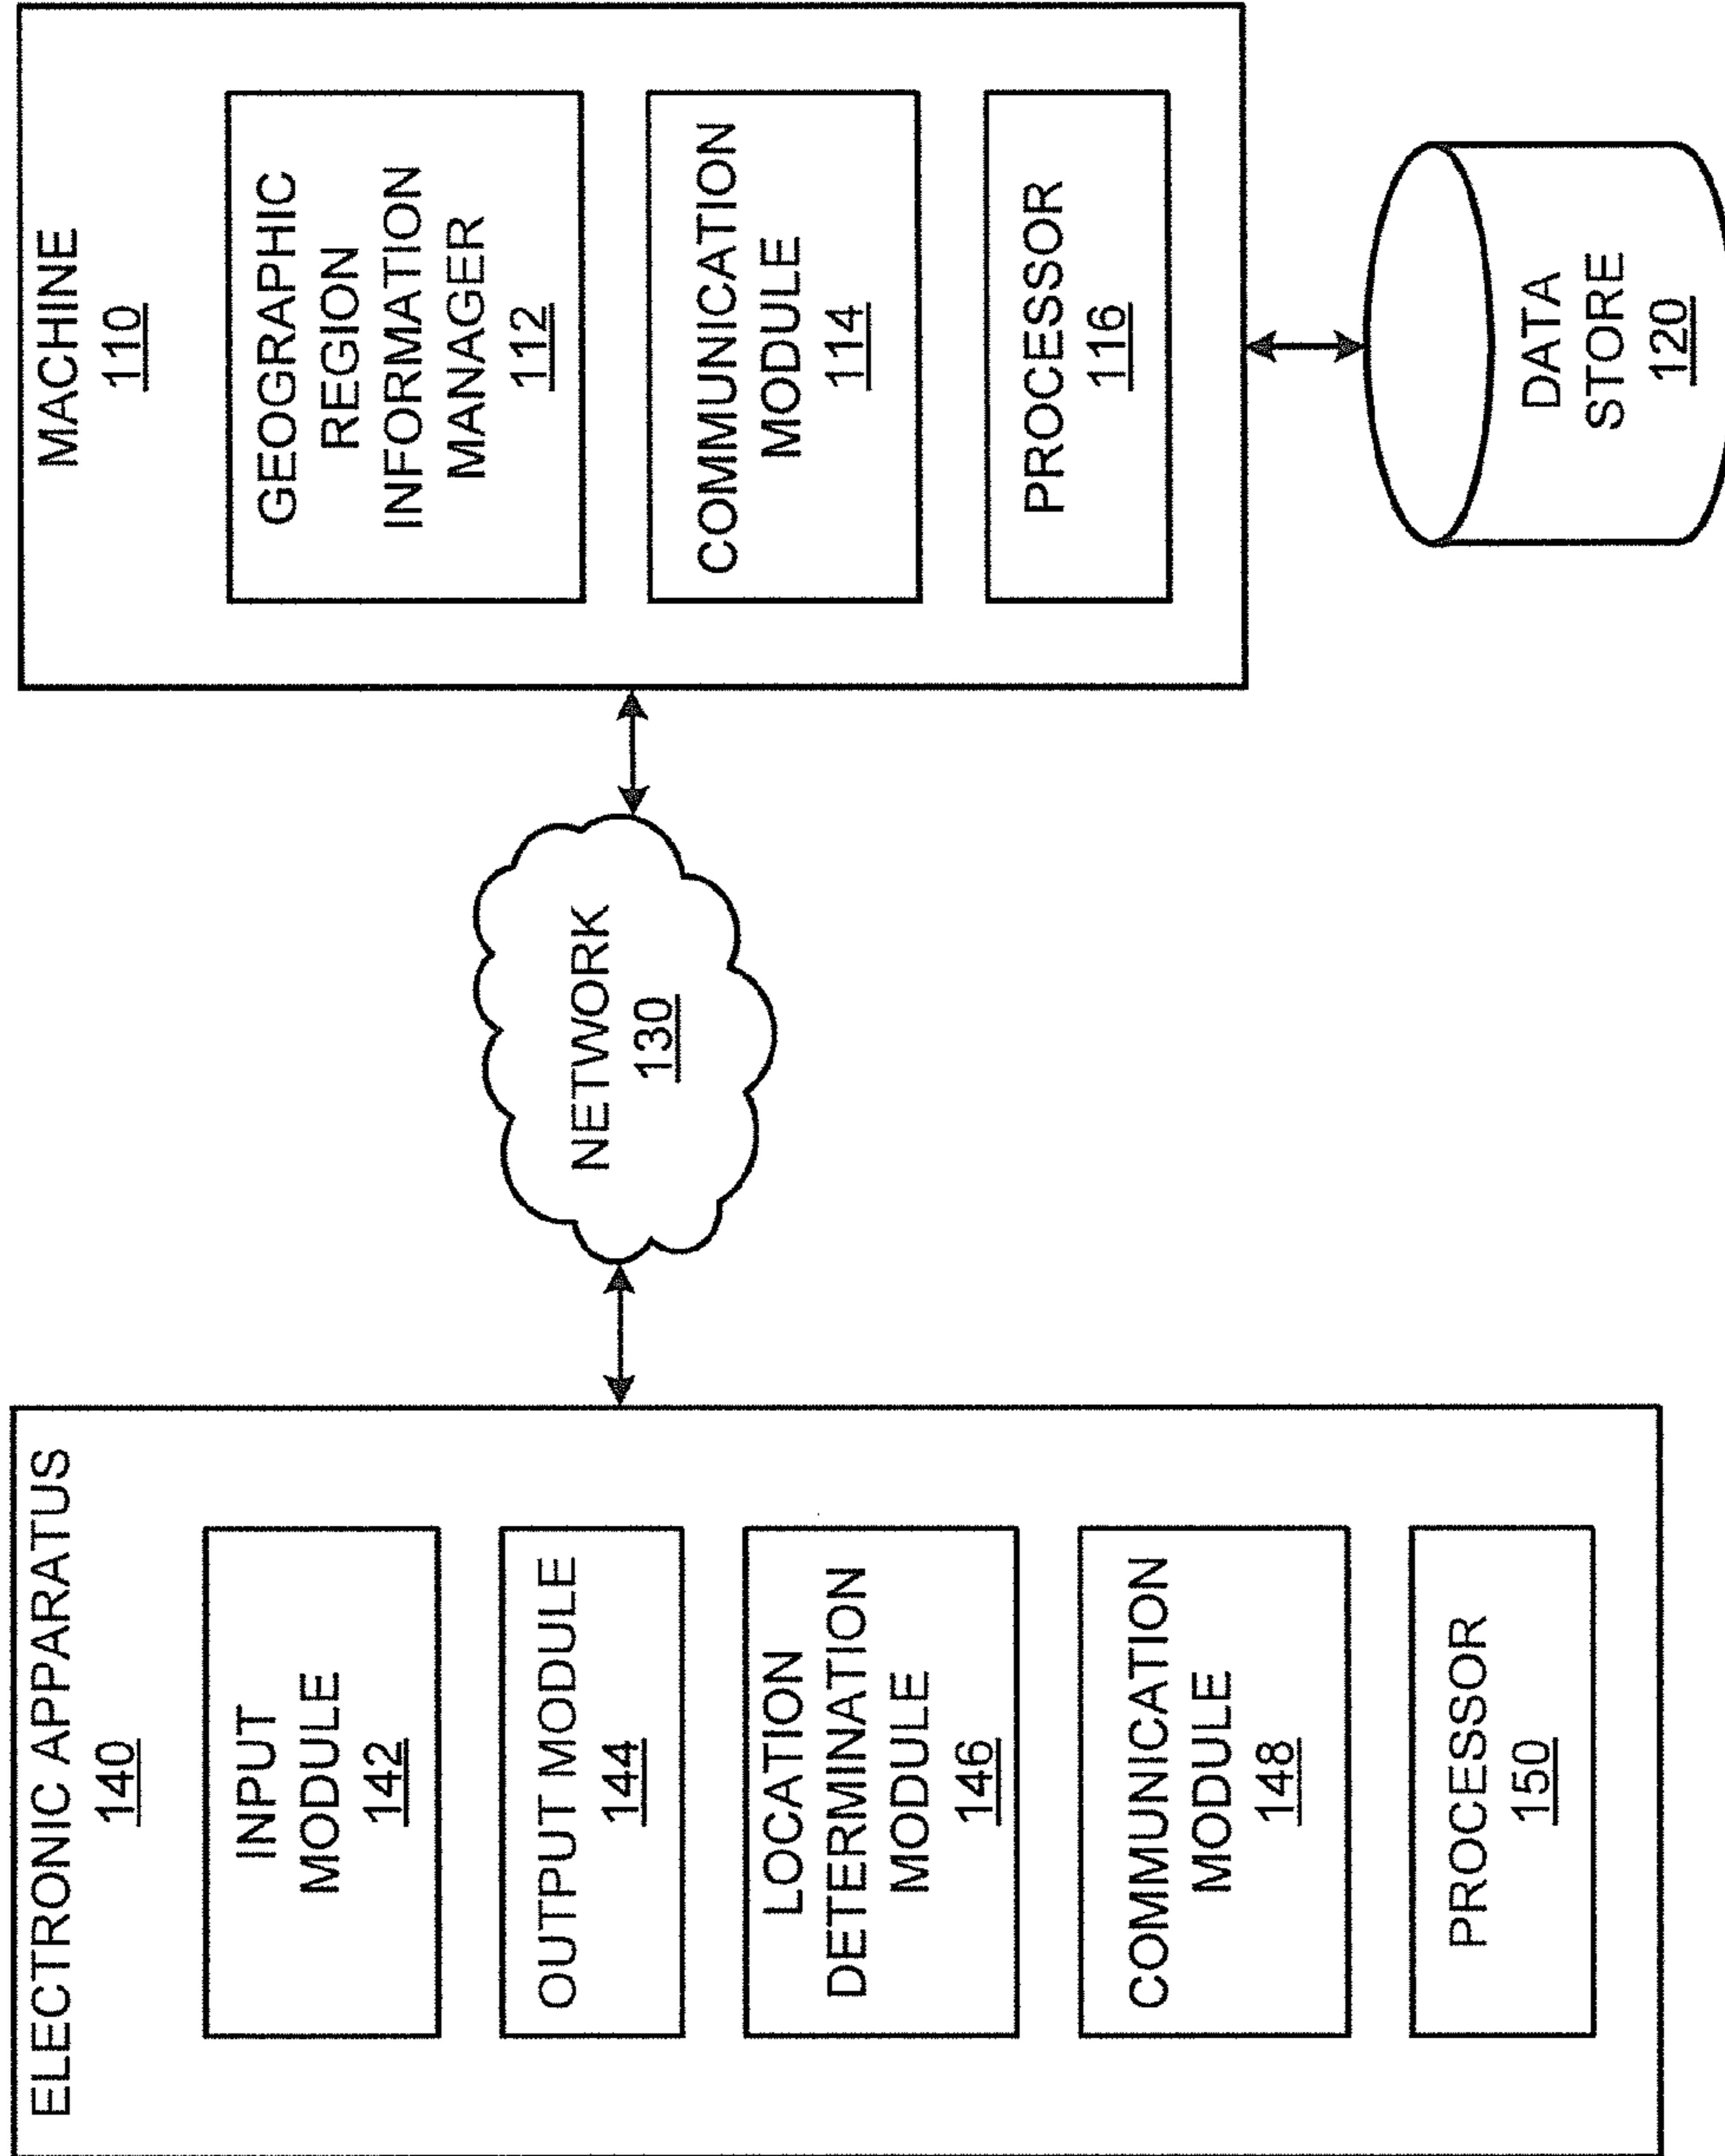 ELECTRONIC APPARATUS
140
INPUT
MODULE
142
OUTPUT MODULE
144
LOCATION
DETERMINATION
MODULE
146
COMMUNICATION
MODULE
148
PROCESSOR
150
NETWORK
130
MACHINE
110
GEOGRAPHIC
REGION
INFORMATION
MANAGER
112
COMMUNICATION
MODULE
114
PROCESSOR
116
DATA
STORE
120